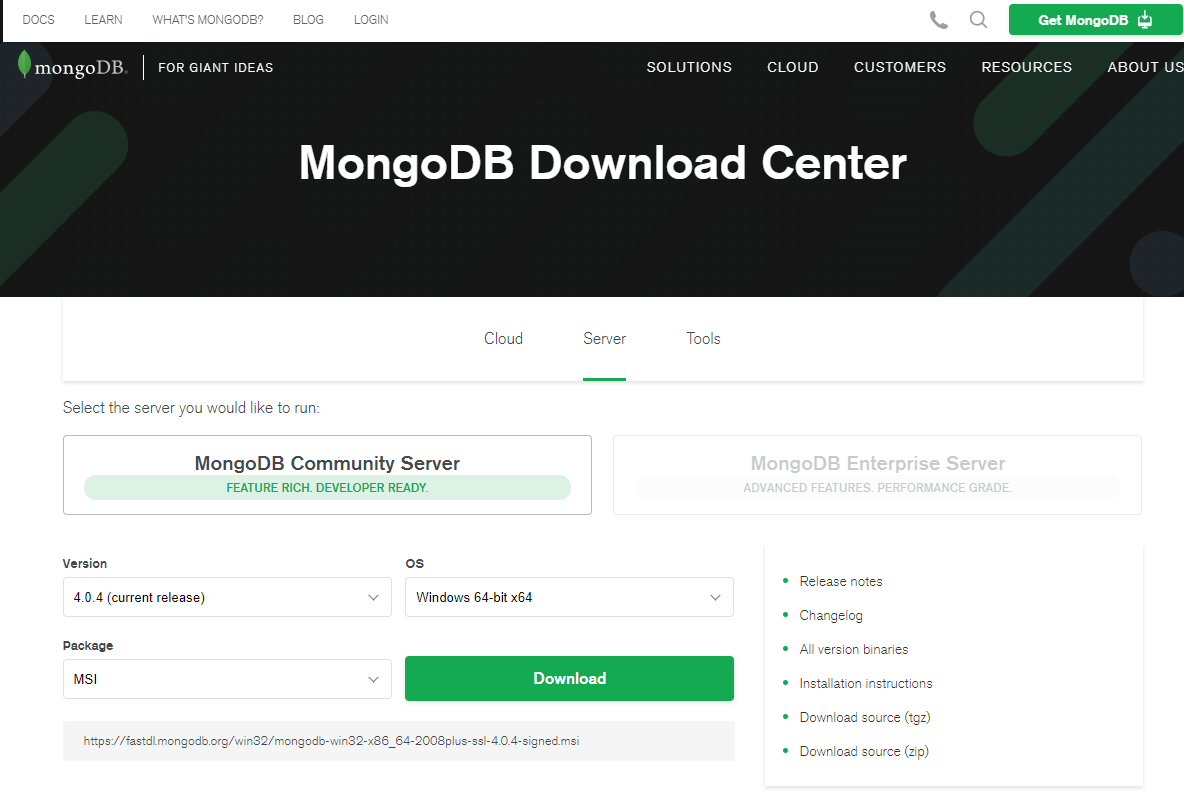 DOCS LEARN WHAT'S MONGODB? BLOG LOGIN Get MongoDB
mongoDB. FOR GIANT IDEAS SOLUTIONS CLOUD CUSTOMERS RESOURCES ABOUT US
MongoDB Download Center
Cloud Server Tools
Select the server you would like to run:
MongoDB Community Server
FEATURE RICH. DEVELOPER READY.
MongoDB Enterprise Server
ADVANCED FEATURES. PERFORMANCE GRADE.
Version
4.0.4 (current release)
OS
Windows 64-bit x64
Package
MSI
Download
https://fastdl.mongodb.org/win32/mongodb-win32-x86_64-2008plus-ssl-4.0.4-signed.msi
Release notes
Changelog
All version binaries
Installation instructions
Download source (tgz)
Download source (zip)